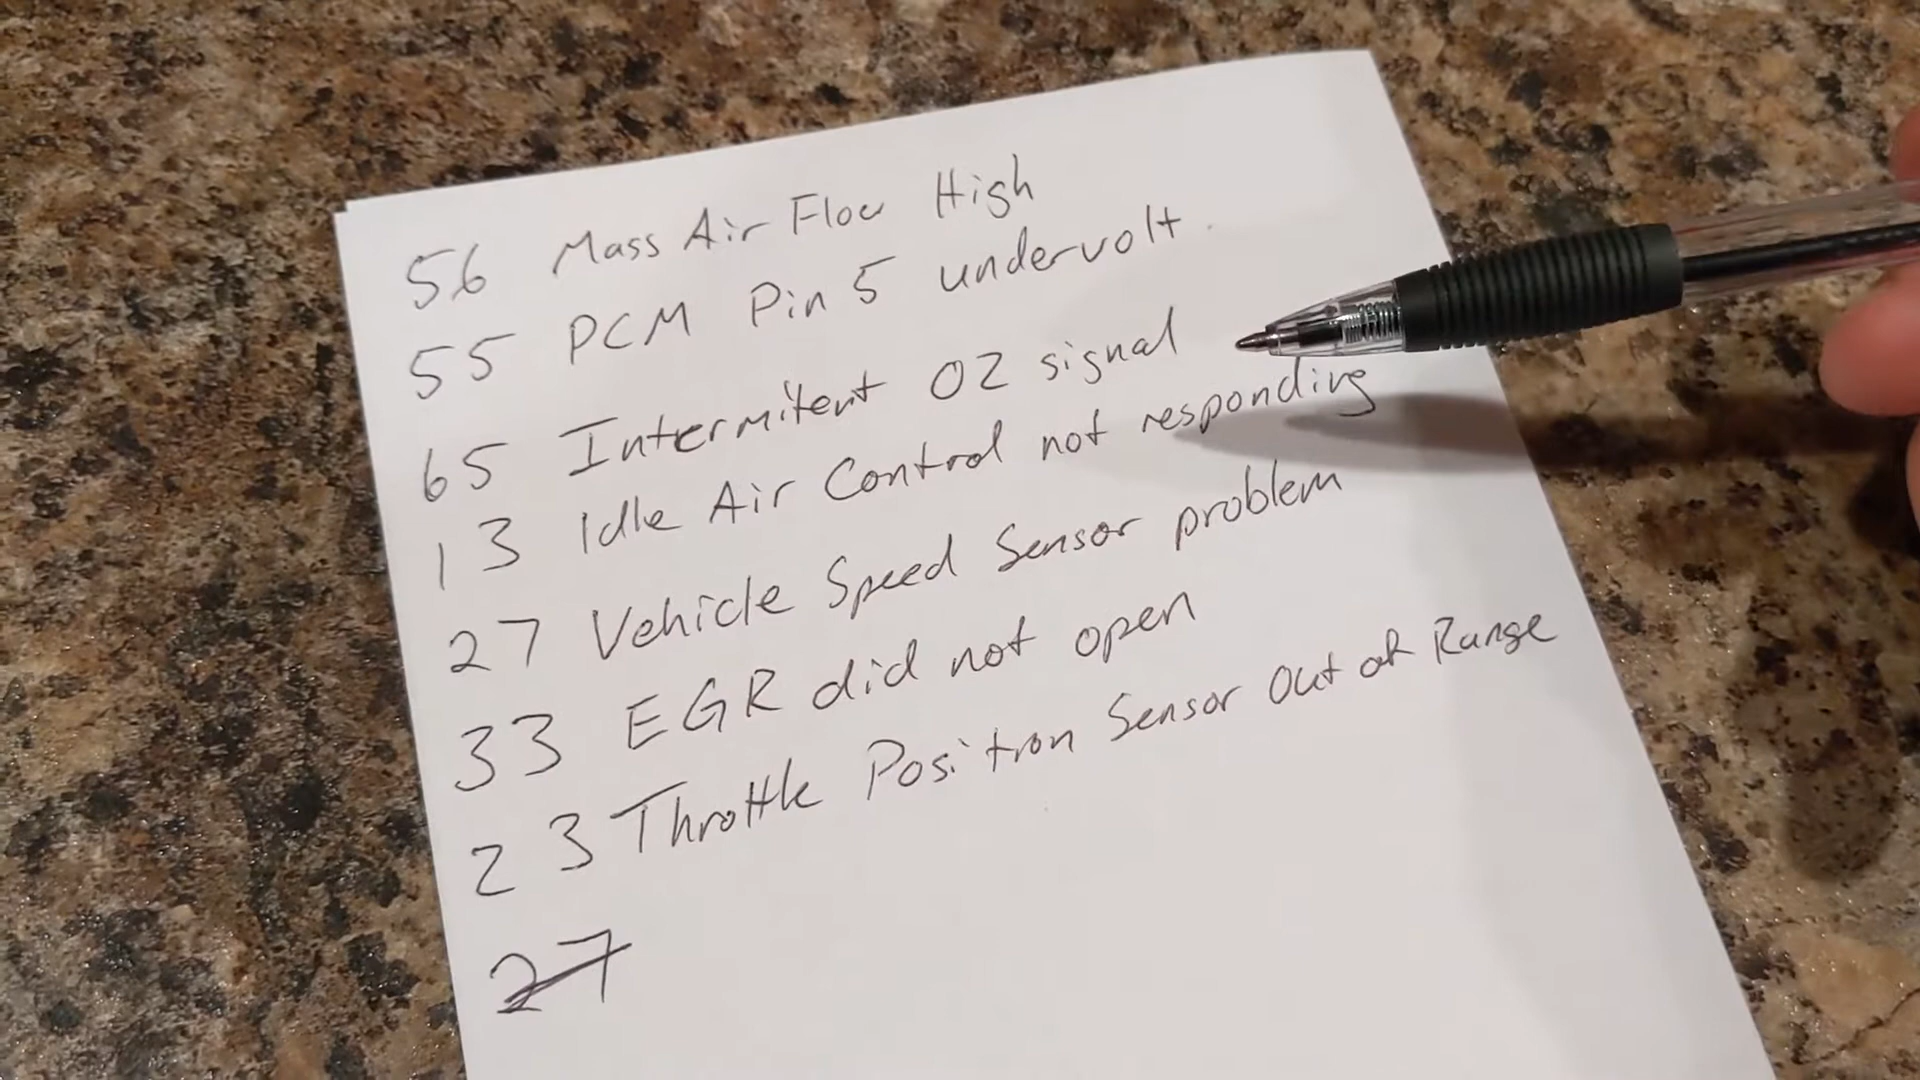 56 Mass Air Flow High
55 PCM Pin 5 undervolt
65 Intermitent O2 signal
13 Idle Air Control not responding
27 Vehicle Speed Sensor problem
33 EGR did not open
23 Throttle Position Sensor Out of Range
27